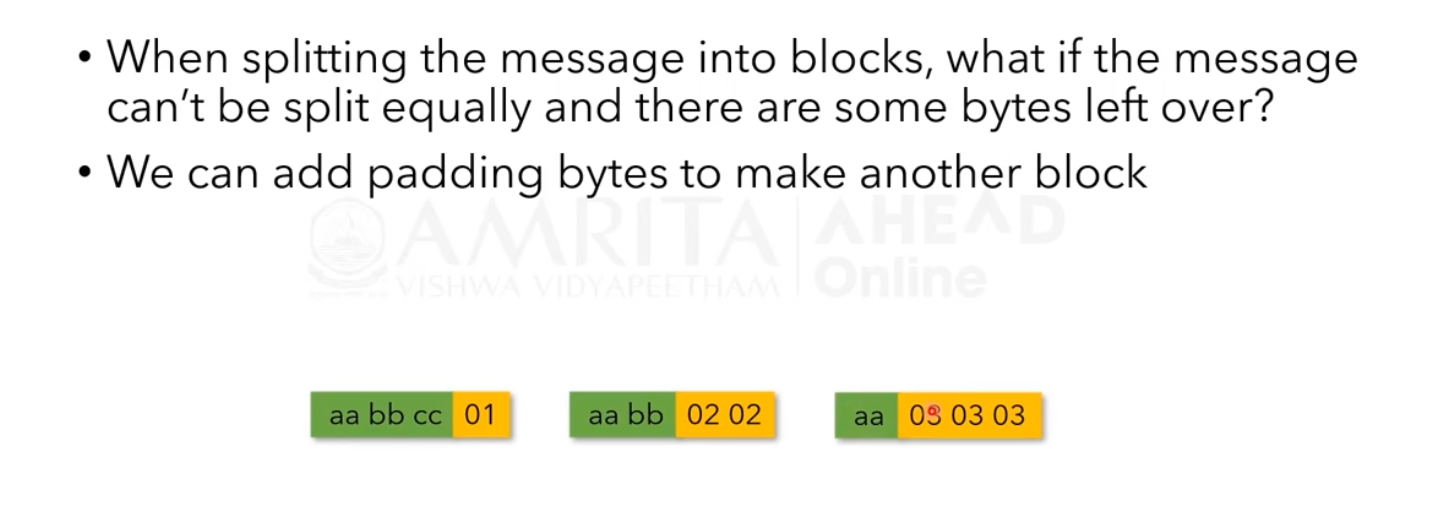 • When splitting the message into blocks, what if the message
can't be split equally and there are some bytes left over?
• We can add padding bytes to make another block
AMRITA AHEAD
VISHWA VIDYAPEETHAM Online
aa bb cc 01 aa bb 02 02 aa 03 03 03